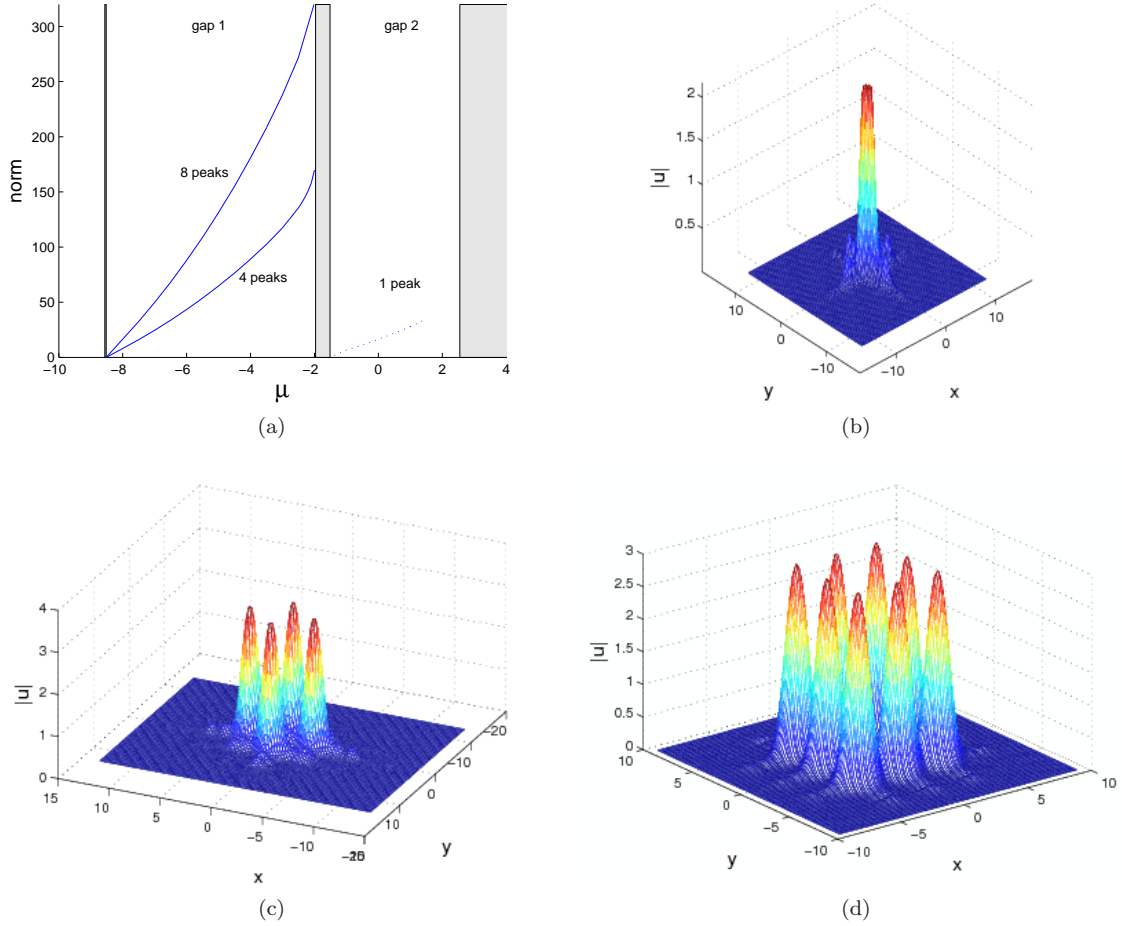 300
250
200
150
100
50
0
norm
gap 1
gap 2
8 peaks
4 peaks
1 peak
−10 −8 −6 −4 −2 0 2 4
μ
(a)
2
1.5
1
0.5
|u|
10
0
−10
y
−10
0
10
x
(b)
4
3
2
1
0
|u|
15 10 5 0 −5 −10
x
−20
−10
0
10
y
(c)
3
2.5
2
1.5
1
0.5
0
|u|
10
5
0
−5
−10
y
−10
−5
0
5
10
x
(d)